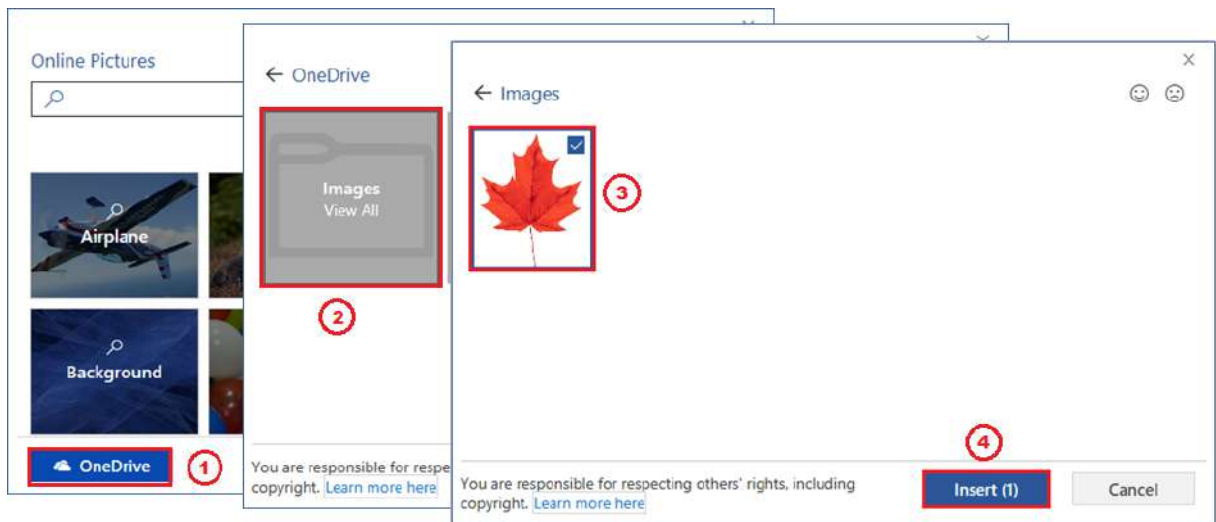 Online Pictures
Airplane
Background
OneDrive
1
← OneDrive
Images
View All
2
You are responsible for respe
copyright. Learn more here
← Images
3
4
You are responsible for respecting others' rights, including
copyright. Learn more here
Insert (1)
Cancel